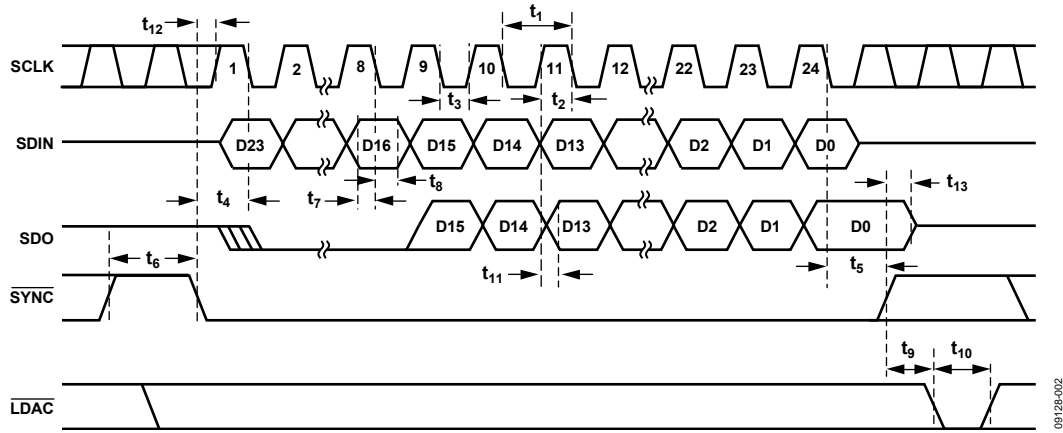 t12
t1
SCLK
1 2 8 9 10 11 12 22 23 24
t3
t2
SDIN
D23 D16 D15 D14 D13 D2 D1 D0
t4
t7
t8
t13
SDO
D15 D14 D13 D2 D1 D0
t6
t11
t5
SYNC
t9
t10
LDAC
09128-002